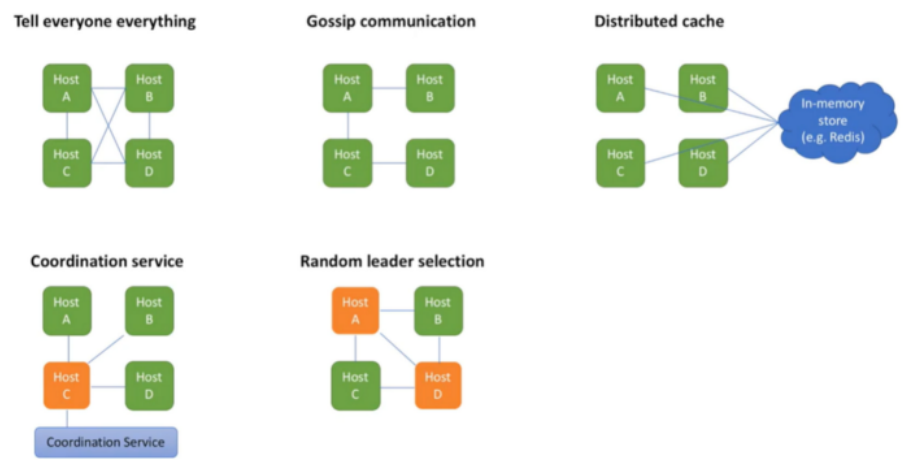 Tell everyone everything
Gossip communication
Distributed cache
Host
A
Host
B
Host
C
Host
D
Host
A
Host
B
Host
C
Host
D
Host
A
Host
B
Host
C
Host
D
In-memory
store
(e.g. Redis)
Coordination service
Random leader selection
Host
A
Host
B
Host
C
Host
D
Coordination Service
Host
A
Host
B
Host
C
Host
D